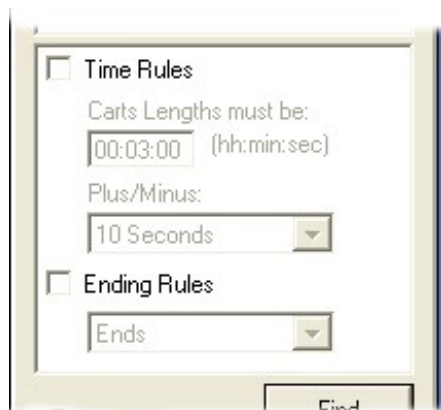 Time Rules
Carts Lengths must be:
00:03:00 (hh:min:sec)
Plus/Minus:
10 Seconds
Ending Rules
Ends
Find